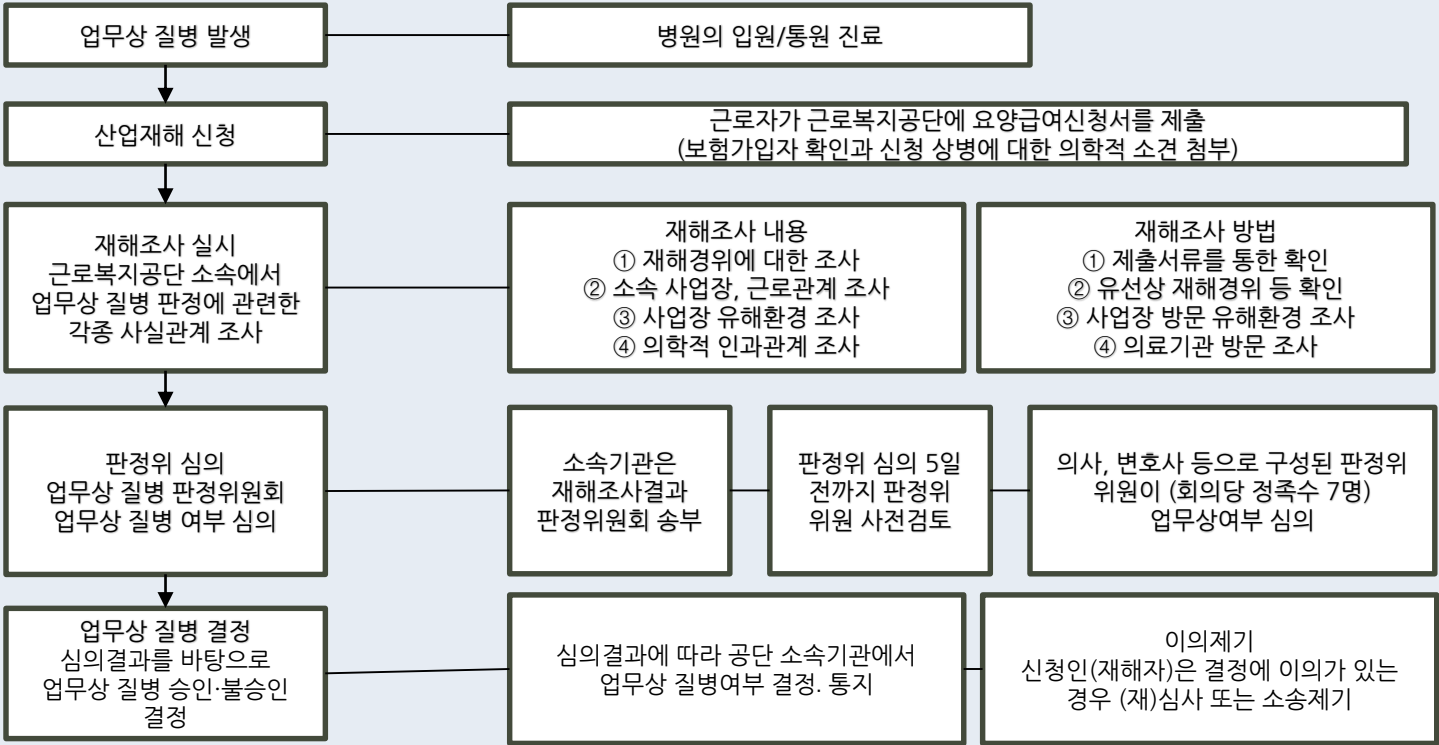 업무상 질병 발생
병원의 입원/통원 진료
산업재해 신청
근로자가 근로복지공단에 요양급여신청서를 제출
(보험가입자 확인과 신청 상병에 대한 의학적 소견 첨부)
재해조사 실시
근로복지공단 소속에서
업무상 질병 판정에 관련한
각종 사실관계 조사
재해조사 내용
① 재해경위에 대한 조사
② 소속 사업장, 근로관계 조사
③ 사업장 유해환경 조사
④ 의학적 인과관계 조사
재해조사 방법
① 제출서류를 통한 확인
② 유선상 재해경위 등 확인
③ 사업장 방문 유해환경 조사
④ 의료기관 방문 조사
판정위 심의
업무상 질병 판정위원회
업무상 질병 여부 심의
소속기관은
재해조사결과
판정위원회 송부
판정위 심의 5일
전까지 판정위
위원 사전검토
의사, 변호사 등으로 구성된 판정위
위원이 (회의당 정족수 7명)
업무상여부 심의
업무상 질병 결정
심의결과를 바탕으로
업무상 질병 승인·불승인
결정
심의결과에 따라 공단 소속기관에서
업무상 질병여부 결정. 통지
이의제기
신청인(재해자)은 결정에 이의가 있는
경우 (재)심사 또는 소송제기